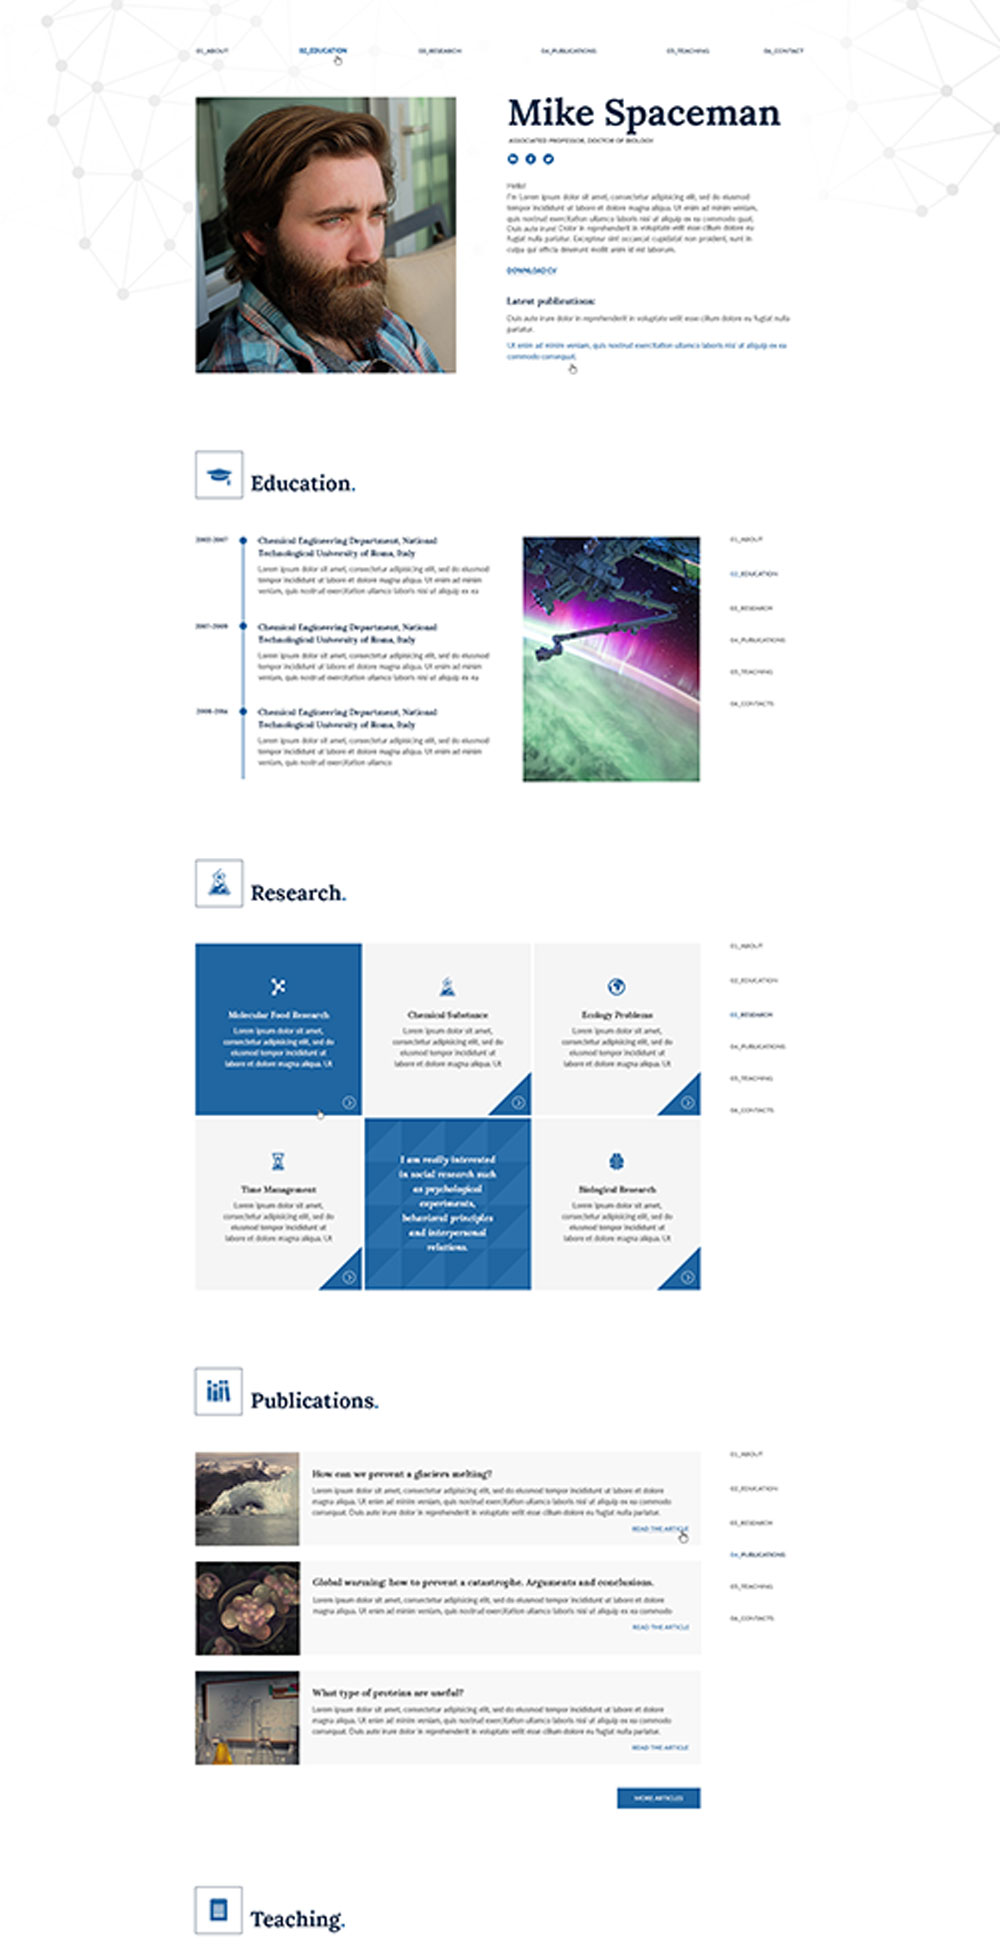 01_ABOUT
02_EDUCATION
03_RESEARCH
04_PUBLICATIONS
05_TEACHING
06_CONTACT
Mike Spaceman
ASSOCIATED PROFESSOR, DOCTOR OF BIOLOGY
Hello!
I'm Lorem ipsum dolor sit amet, consectetur adipisicing elit, sed do eiusmod
tempor incididunt ut labore et dolore magna aliqua. Ut enim ad minim veniam,
quis nostrud exercitation ullamco laboris nisi ut aliquip ex ea commodo quat.
Duis aute irure Dolor in reprehenderit in voluptate velit esse cillum dolore eu
fugiat nulla pariatur. Excepteur sint occaecat cupidatat non proident, sunt in
culpa qui officia deserunt mollit anim id est laborum.
DOWNLOAD CV
Latest publications:
Duis aute irure dolor in reprehenderit in voluptate velit esse cillum dolore eu fugiat nulla
pariatur.
Ut enim ad minim veniam, quis nostrud exercitation ullamco laboris nisi ut aliquip ex ea
commodo consequat.
Education.
2002-2007
Chemical Engineering Department, National
Technological University of Roma, Italy
Lorem ipsum dolor sit amet, consectetur adipisicing elit, sed do eiusmod
tempor incididunt ut labore et dolore magna aliqua. Ut enim ad minim
veniam, quis nostrud exercitation ullamco laboris nisi ut aliquip ex ea
2007-2008
Chemical Engineering Department, National
Technological University of Roma, Italy
Lorem ipsum dolor sit amet, consectetur adipisicing elit, sed do eiusmod
tempor incididunt ut labore et dolore magna aliqua. Ut enim ad minim
veniam, quis nostrud exercitation ullamco laboris nisi ut aliquip ex ea
Chemical Engineering Department, National
Technological University of Roma, Italy
Lorem ipsum dolor sit amet, consectetur adipisicing elit, sed do eiusmod
tempor incididunt ut labore et dolore magna aliqua. Ut enim ad minim
veniam, quis nostrud exercitation ullamco
01_ABOUT
02_EDUCATION
03_RESEARCH
04_PUBLICATIONS
05_TEACHING
06_CONTACTS
Research.
Molecular Food Research
Lorem ipsum dolor sit amet,
consectetur adipisicing elit, sed do
eiusmod tempor incididunt ut
labore et dolore magna aliqua. Ut
Chemical Substance
Lorem ipsum dolor sit amet,
consectetur adipisicing elit, sed do
eiusmod tempor incididunt ut
labore et dolore magna aliqua. Ut
Ecology Problems
Lorem ipsum dolor sit amet,
consectetur adipisicing elit, sed do
eiusmod tempor incididunt ut
labore et dolore magna aliqua. Ut
Time Management
Lorem ipsum dolor sit amet,
consectetur adipisicing elit, sed do
eiusmod tempor incididunt ut
labore et dolore magna aliqua. Ut
I am really interested
in social research such
as psychological
experiments,
behavioral principles
and interpersonal
relations.
Biological Research
Lorem ipsum dolor sit amet,
consectetur adipisicing elit, sed do
eiusmod tempor incididunt ut
labore et dolore magna aliqua. Ut
01_ABOUT
02_EDUCATION
03_RESEARCH
04_PUBLICATIONS
05_TEACHING
06_CONTACTS
Publications.
How can we prevent a glaciers melting?
Lorem ipsum dolor sit amet, consectetur adipisicing elit, sed do eiusmod tempor incididunt ut labore et dolore
magna aliqua. Ut enim ad minim veniam, quis nostrud exercitation ullamco laboris nisi ut aliquip ex ea commodo
consequat. Duis aute irure dolor in reprehenderit in voluptate velit esse cillum dolore eu fugiat nulla pariatur.
READ THE ARTICLE
Global warming: how to prevent a catastrophe. Arguments and conclusions.
Lorem ipsum dolor sit amet, consectetur adipisicing elit, sed do eiusmod tempor incididunt ut labore et dolore
magna aliqua. Ut enim ad minim veniam, quis nostrud exercitation ullamco laboris nisi ut aliquip ex ea commodo
READ THE ARTICLE
What type of proteins are useful?
Lorem ipsum dolor sit amet, consectetur adipisicing elit, sed do eiusmod tempor incididunt ut labore et dolore
magna aliqua. Ut enim ad minim veniam, quis nostrud exercitation ullamco laboris nisi ut aliquip ex ea commodo
consequat. Duis aute irure dolor in reprehenderit in voluptate velit esse cillum dolore eu fugiat nulla pariatur.
READ THE ARTICLE
MORE ARTICLES
01_ABOUT
02_EDUCATION
03_RESEARCH
04_PUBLICATIONS
05_TEACHING
06_CONTACTS
Teaching.